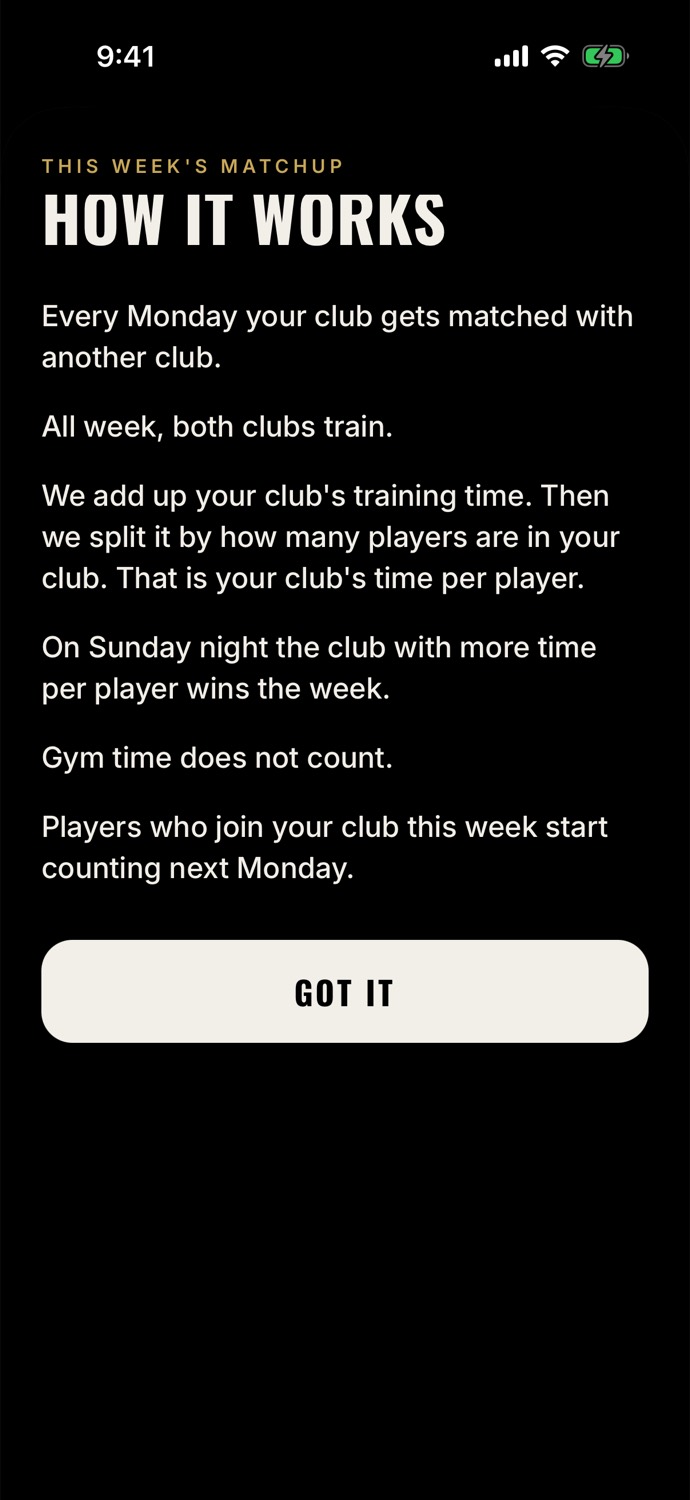 9:41
THIS WEEK'S MATCHUP
HOW IT WORKS
Every Monday your club gets matched with
another club.
All week, both clubs train.
We add up your club's training time. Then
we split it by how many players are in your
club. That is your club's time per player.
On Sunday night the club with more time
per player wins the week.
Gym time does not count.
Players who join your club this week start
counting next Monday.
GOT IT